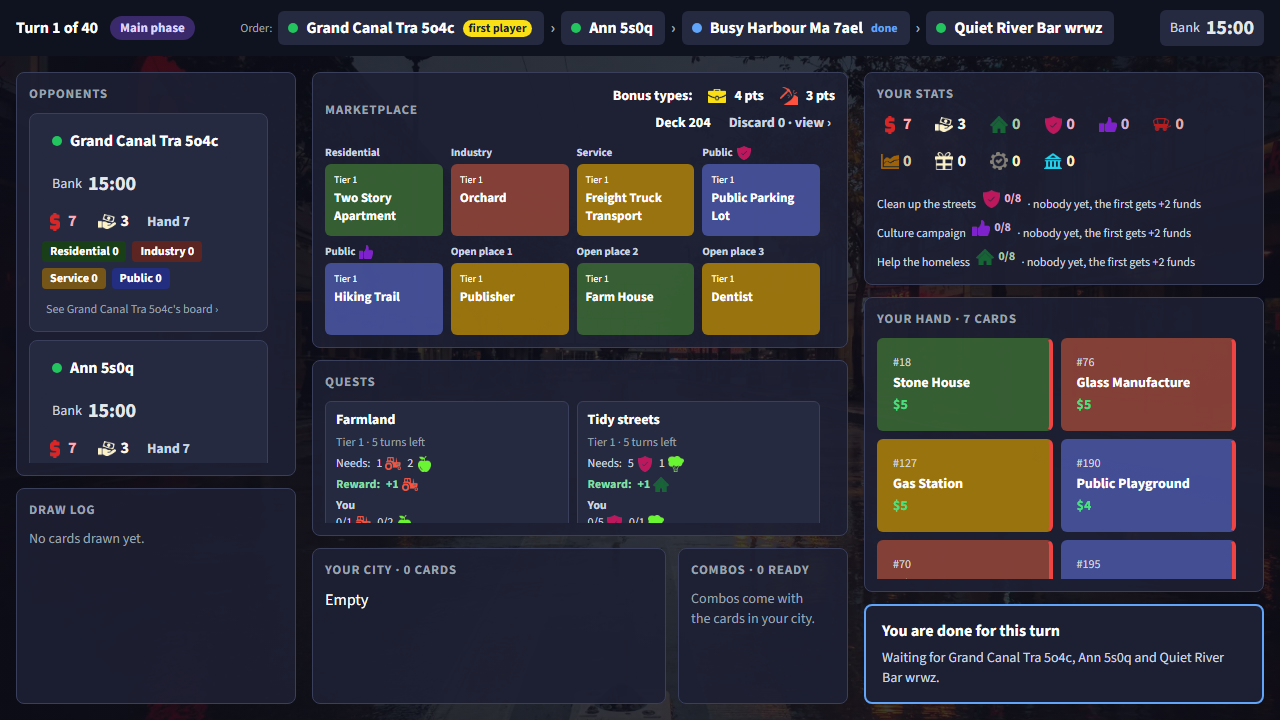 Turn 1 of 40 Main phase Order: Grand Canal Tra 5o4c first player › Ann 5s0q › Busy Harbour Ma 7ael done › Quiet River Bar wrwz Bank 15:00
OPPONENTS
Grand Canal Tra 5o4c
Bank 15:00
7 3 Hand 7
Residential 0 Industry 0
Service 0 Public 0
See Grand Canal Tra 5o4c's board ›
Ann 5s0q
Bank 15:00
7 3 Hand 7
DRAW LOG
No cards drawn yet.
MARKETPLACE
Bonus types: 4 pts 3 pts
Deck 204 Discard 0 · view ›
Residential Industry Service Public
Tier 1 Tier 1 Tier 1 Tier 1
Two Story Apartment Orchard Freight Truck Transport Public Parking Lot
Public Open place 1 Open place 2 Open place 3
Tier 1 Tier 1 Tier 1 Tier 1
Hiking Trail Publisher Farm House Dentist
QUESTS
Farmland
Tier 1 · 5 turns left
Needs: 1 2
Reward: +1
You
0/1 0/2
Tidy streets
Tier 1 · 5 turns left
Needs: 5 1
Reward: +1
You
0/5 0/1
YOUR CITY · 0 CARDS
Empty
COMBOS · 0 READY
Combos come with
the cards in your city.
YOUR STATS
7 3 0 0 0 0
0 0 0 0
Clean up the streets 0/8 · nobody yet, the first gets +2 funds
Culture campaign 0/8 · nobody yet, the first gets +2 funds
Help the homeless 0/8 · nobody yet, the first gets +2 funds
YOUR HAND · 7 CARDS
#18 #76
Stone House Glass Manufacture
$5 $5
#127 #190
Gas Station Public Playground
$5 $4
#70 #195
You are done for this turn
Waiting for Grand Canal Tra 5o4c, Ann 5s0q and Quiet River
Bar wrwz.